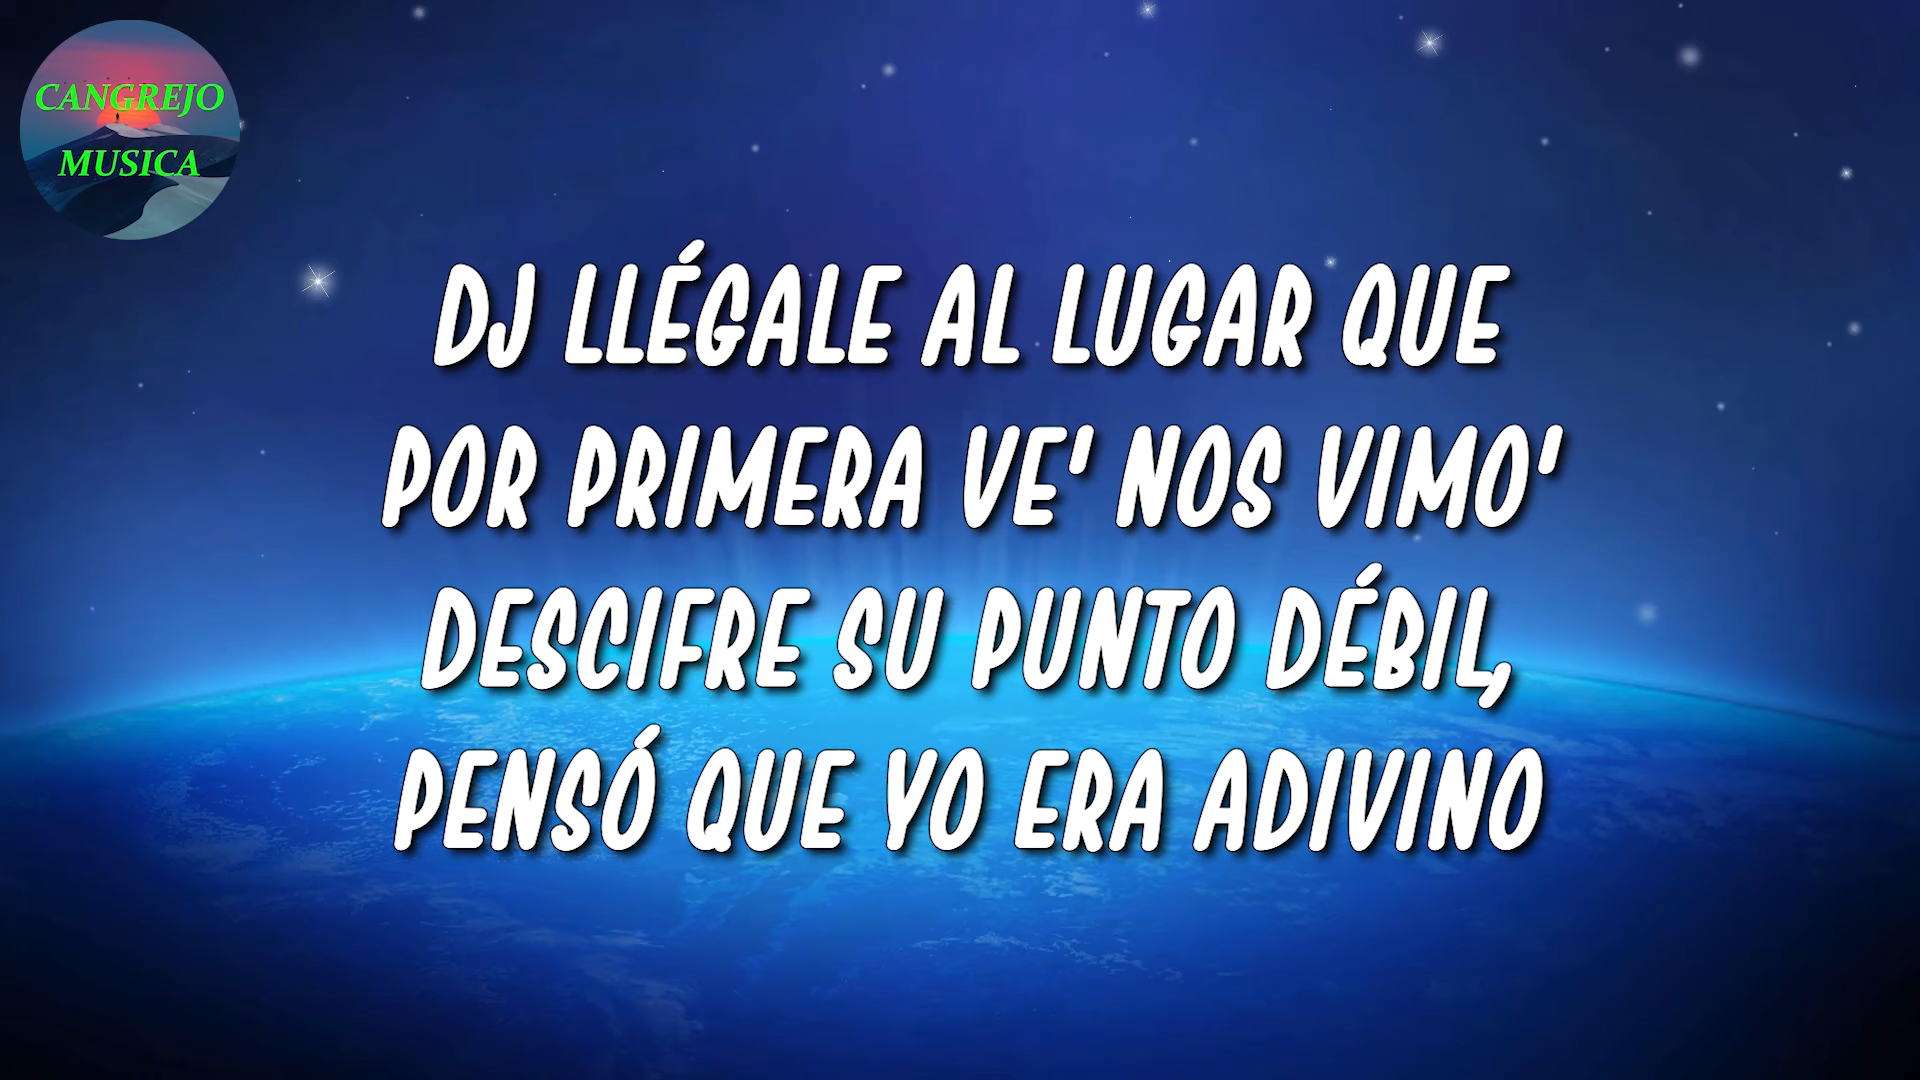 CANGREJO
MUSICA
DJ LLÉGALE AL LUGAR QUE
POR PRIMERA VE' NOS VIMO'
DESCIFRE SU PUNTO DÉBIL,
PENSÓ QUE YO ERA ADIVINO